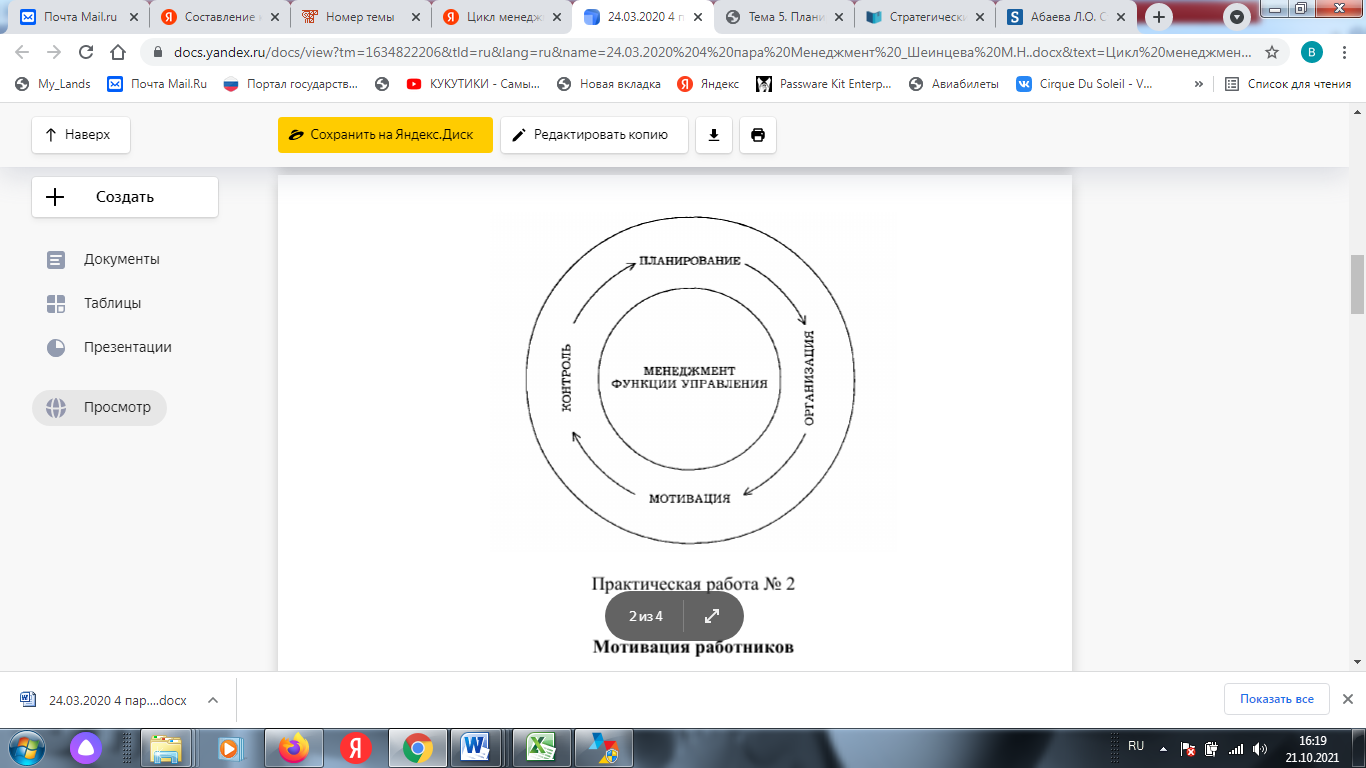 Почта Mail.ru
Составление
Номер темы
Цикл менедж
24.03.2020 4 п
Тема 5. План
Стратегически
Абаева Л.О. С
docs.yandex.ru/docs/view?tm=1634822206&tld=ru&lang=ru&name=24.03.2020%204%20пара%20Менеджмент%20_Шеинцева%20М.Н..docx&text=Цикл%20менеджмен...
В
My_Lands
Почта Mail.Ru
Портал государств...
КУКУТИКИ - Самы...
Новая вкладка
Яндекс
Passware Kit Enterp...
Авиабилеты
Cirque Du Soleil - V...
»
Список для чтения
Наверх
Сохранить на Яндекс.Диск
Редактировать копию
Создать
Документы
Таблицы
Презентации
Просмотр
ПЛАНИРОВАНИЕ
ОРГАНИЗАЦИЯ
МОТИВАЦИЯ
КОНТРОЛЬ
МЕНЕДЖМЕНТ
ФУНКЦИИ УПРАВЛЕНИЯ
Практическая работа № 2
2 из 4
Мотивация работников
24.03.2020 4 пар....docx
Показать все
RU
16:19
21.10.2021